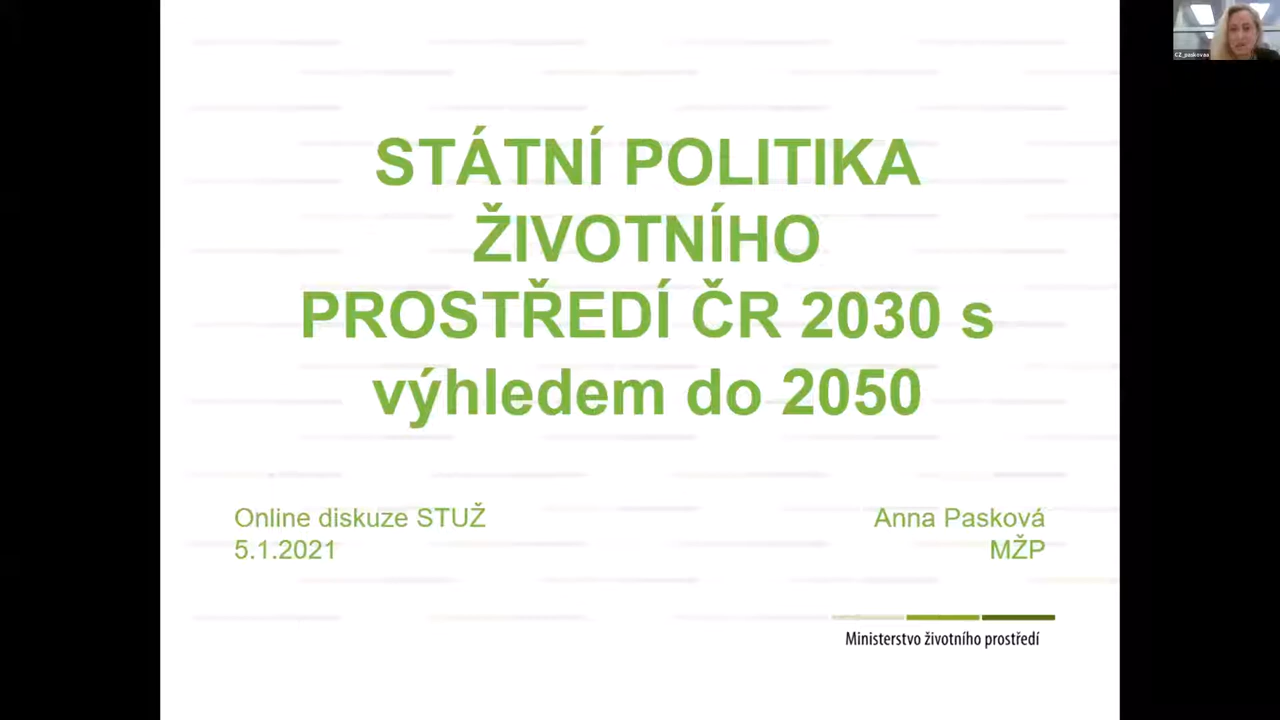 STÁTNÍ POLITIKA
ŽIVOTNÍHO
PROSTŘEDÍ ČR 2030 s
výhledem do 2050
Online diskuze STUŽ
5.1.2021
Anna Pasková
MŽP
Ministerstvo životního prostředí
CZ_paskovaa